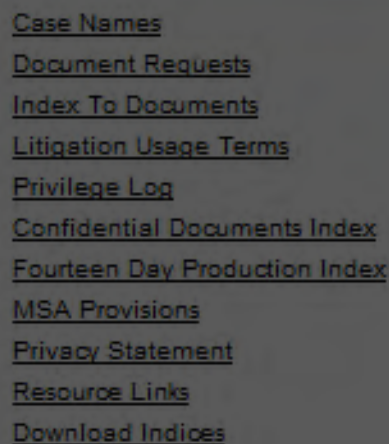 Case Names
Document Requests
Index To Documents
Litigation Usage Terms
Privilege Log
Confidential Documents Index
Fourteen Day Production Index
MSA Provisions
Privacy Statement
Resource Links
Download Indices